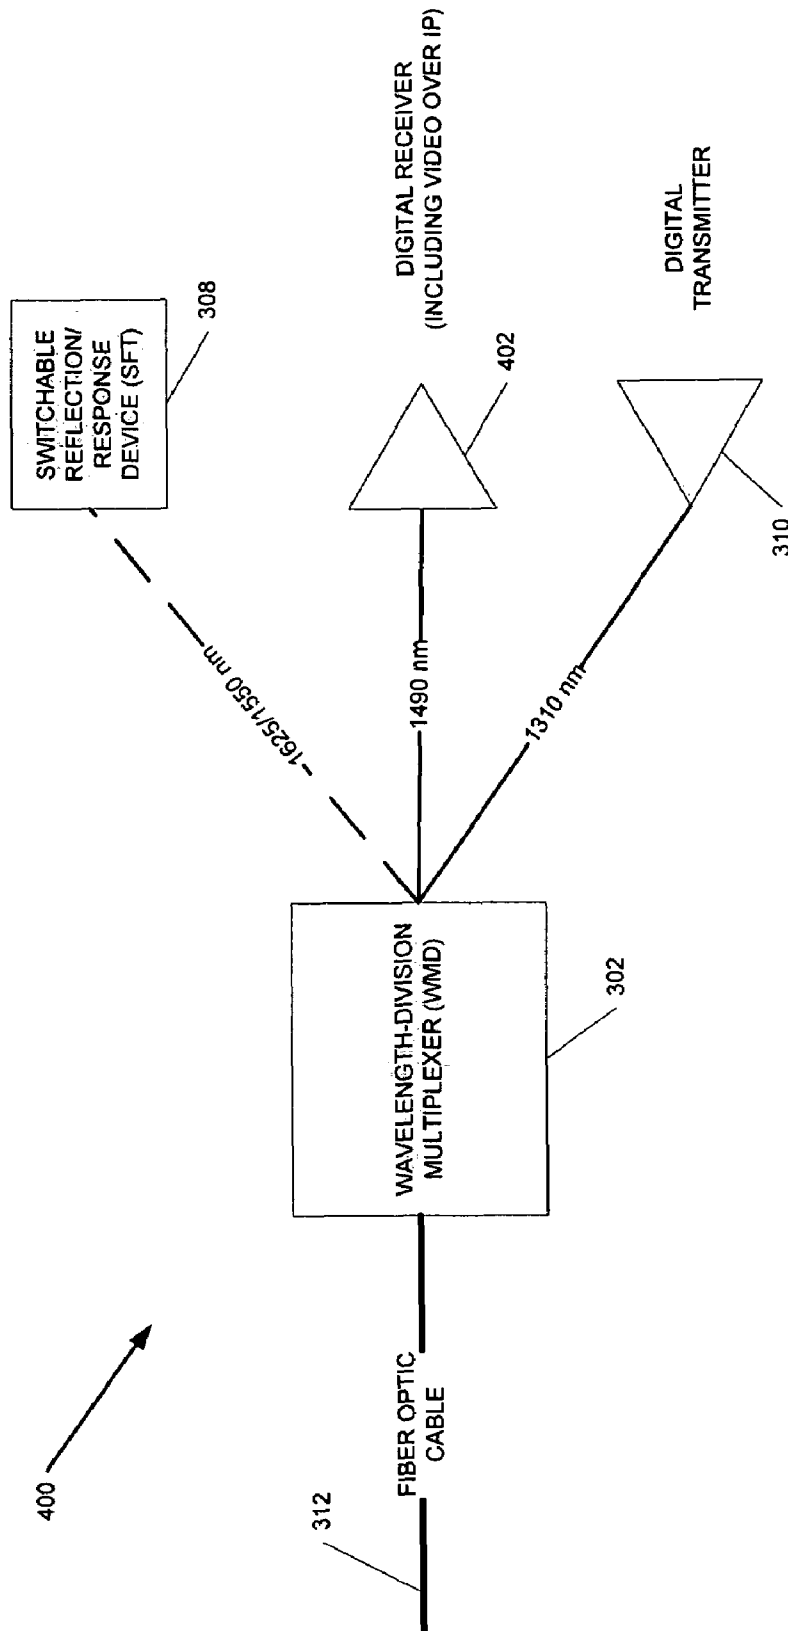 400
312
FIBER OPTIC
CABLE
WAVELENGTH-DIVISION
MULTIPLEXER (WMD)
302
1625/1550 nm
1490 nm
1310 nm
SWITCHABLE
REFLECTION/
RESPONSE
DEVICE (SFT)
308
402
DIGITAL RECEIVER
(INCLUDING VIDEO OVER IP)
310
DIGITAL
TRANSMITTER